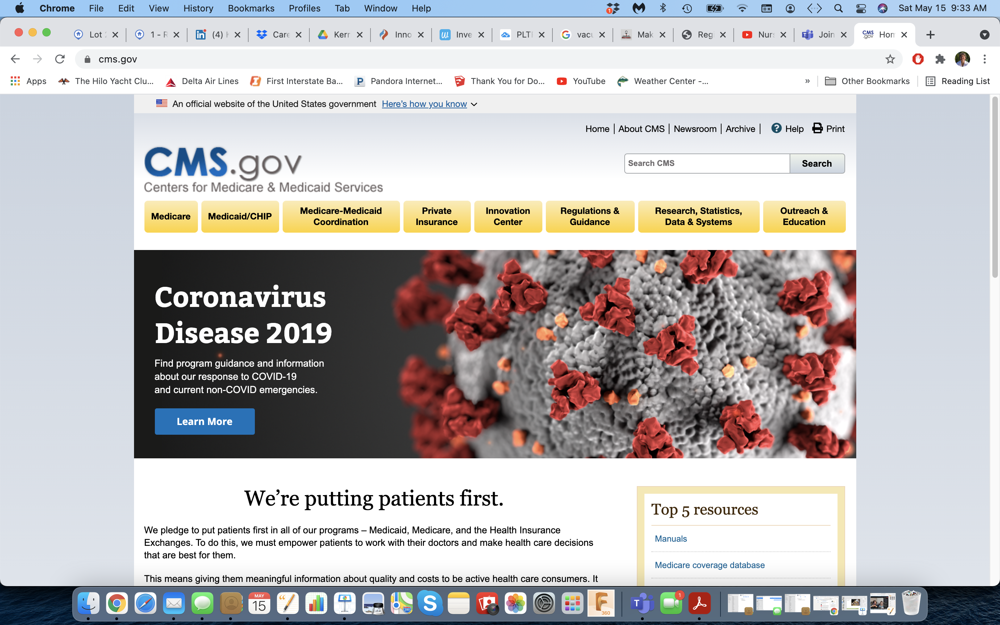 Chrome File Edit View History Bookmarks Profiles Tab Window Help 1 Sat May 15 9:33 AM
Lot 1 - R (4) Care Kerr Inno Inve PLT vac Mak Reg Nur Join CMS .gov Hom
cms.gov
Apps The Hilo Yacht Clu... Delta Air Lines First Interstate Ba... Pandora Internet... Thank You for Do... YouTube Weather Center -... » Other Bookmarks Reading List
An official website of the United States government Here's how you know
Home About CMS Newsroom Archive Help Print
CMS.gov
Centers for Medicare & Medicaid Services
Search CMS Search
Medicare
Medicaid/CHIP
Medicare-Medicaid
Coordination
Private
Insurance
Innovation
Center
Regulations &
Guidance
Research, Statistics,
Data & Systems
Outreach &
Education
Coronavirus
Disease 2019
Find program guidance and information
about our response to COVID-19
and current non-COVID emergencies.
Learn More
We're putting patients first.
We pledge to put patients first in all of our programs – Medicaid, Medicare, and the Health Insurance
Exchanges. To do this, we must empower patients to work with their doctors and make health care decisions
that are best for them.
This means giving them meaningful information about quality and costs to be active health care consumers. It
Top 5 resources
Manuals
Medicare coverage database
MAY
15
280
360
1